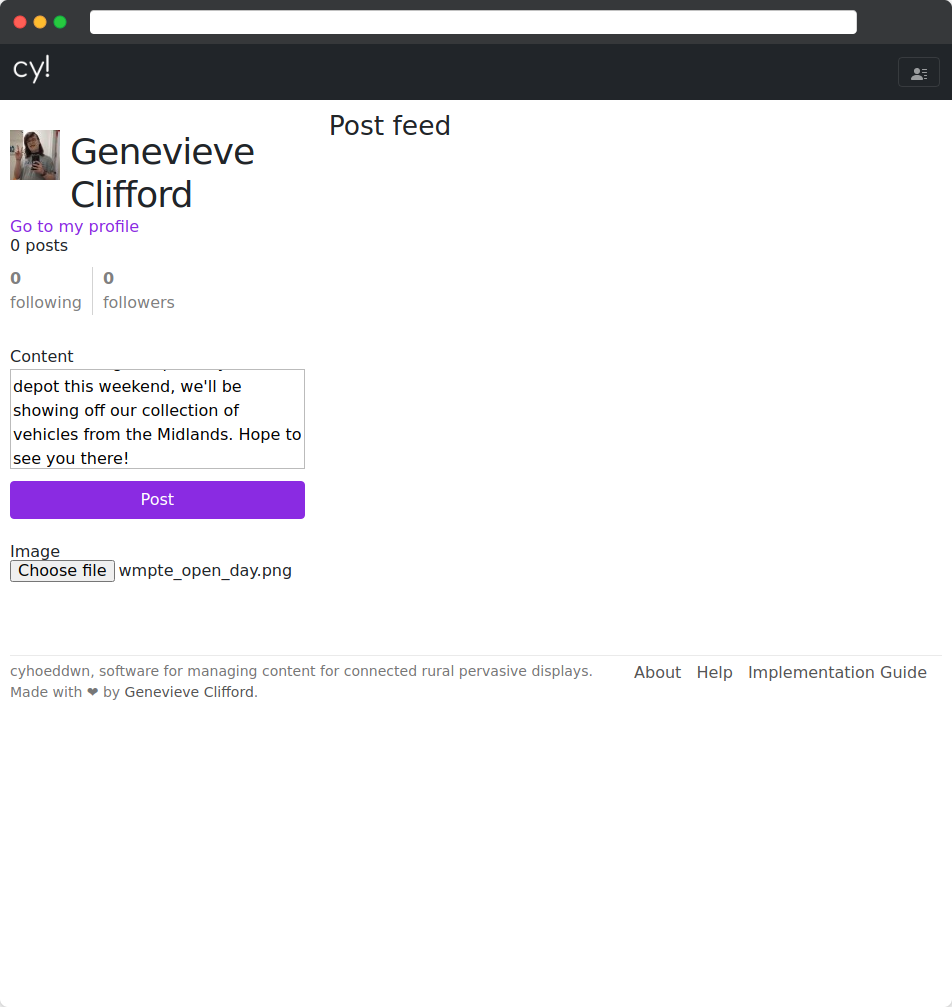 cy!
Post feed
Genevieve
Clifford
Go to my profile
0 posts
0
following
0
followers
Content
depot this weekend, we'll be
showing off our collection of
vehicles from the Midlands. Hope to
see you there!
Post
Image
Choose file wmpte_open_day.png
cyhoeddwn, software for managing content for connected rural pervasive displays.
Made with ❤ by Genevieve Clifford.
About Help Implementation Guide